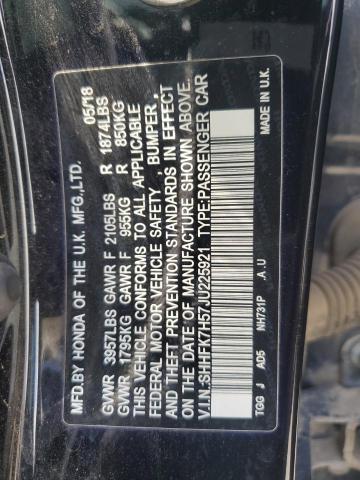 MFD.BY HONDA OF THE U.K. MFG.,LTD. 05/18
GVWR 3957LBS GAWR F 2105LBS R 1874LBS
GVWR 1795KG GAWR F 955KG R 850KG
THIS VEHICLE CONFORMS TO ALL APPLICABLE
FEDERAL MOTOR VEHICLE SAFETY , BUMPER ,
AND THEFT PREVENTION STANDARDS IN EFFECT
ON THE DATE OF MANUFACTURE SHOWN ABOVE.
V.I.N.:SHHFK7H57JU225921 TYPE:PASSENGER CAR
TGG J AD5 NH731P .A.U MADE IN U.K.